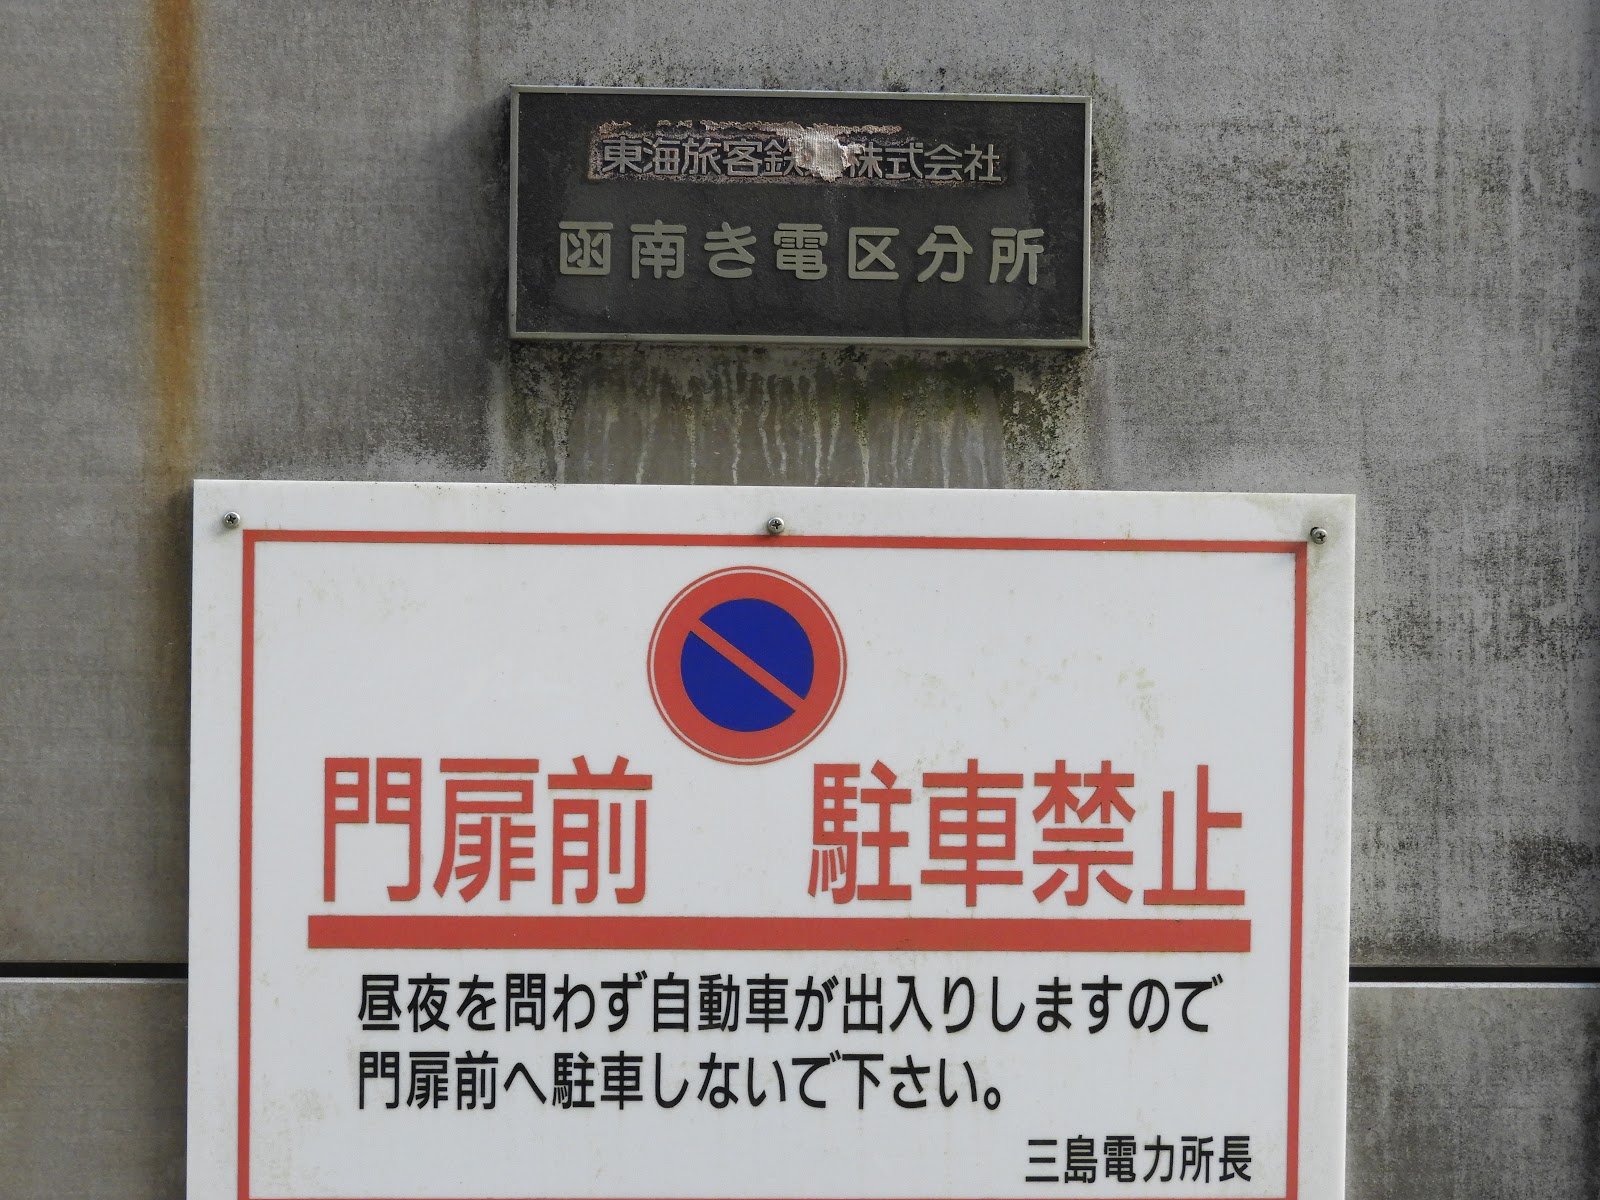 東海旅客鉄 株式会社
函南き電区分所
門扉前 駐車禁止
昼夜を問わず自動車が出入りしますので
門扉前へ駐車しないで下さい。
三島電力所長